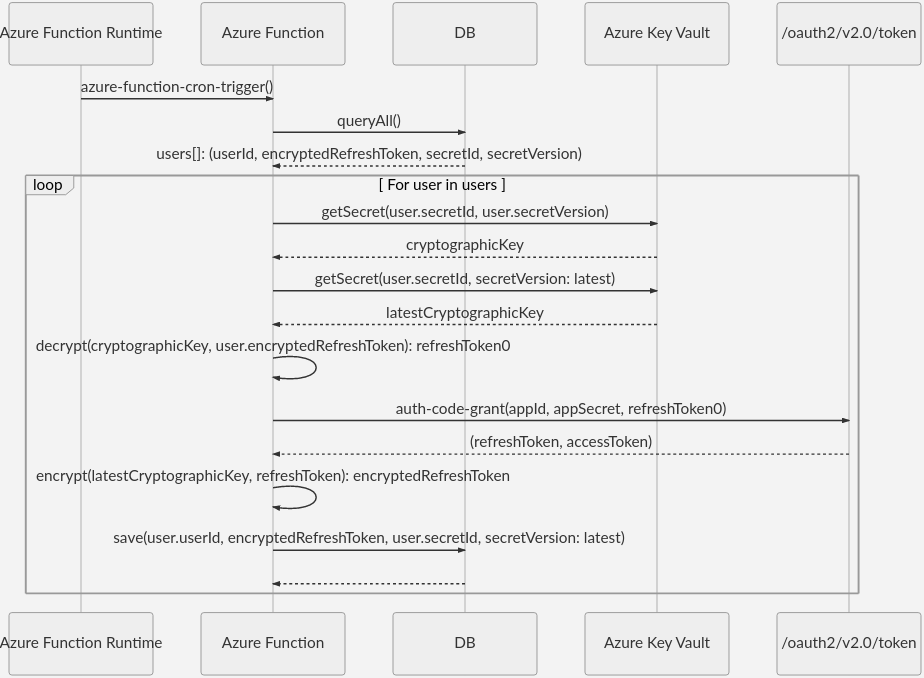 Azure Function Runtime
Azure Function
DB
Azure Key Vault
/oauth2/v2.0/token
azure-function-cron-trigger()
queryAll()
users[]: (userId, encryptedRefreshToken, secretId, secretVersion)
loop
[ For user in users ]
getSecret(user.secretId, user.secretVersion)
cryptographicKey
getSecret(user.secretId, secretVersion: latest)
latestCryptographicKey
decrypt(cryptographicKey, user.encryptedRefreshToken): refreshToken0
auth-code-grant(appId, appSecret, refreshToken0)
(refreshToken, accessToken)
encrypt(latestCryptographicKey, refreshToken): encryptedRefreshToken
save(user.userId, encryptedRefreshToken, user.secretId, secretVersion: latest)
Azure Function Runtime
Azure Function
DB
Azure Key Vault
/oauth2/v2.0/token